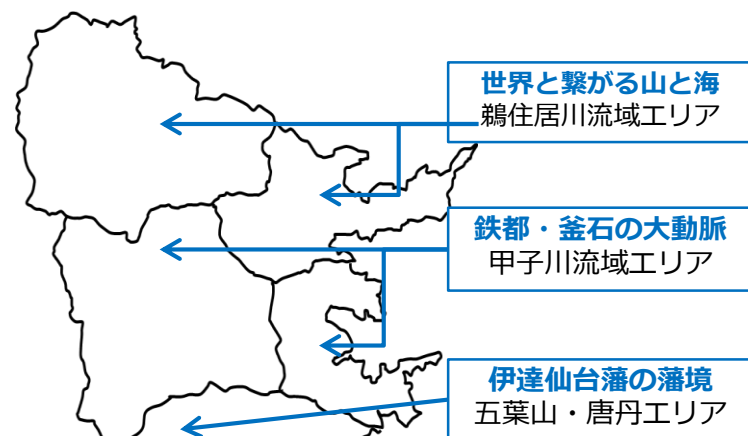 世界と繋がる山と海
鵜住居川流域エリア
鉄都・釜石の大動脈
甲子川流域エリア
伊達仙台藩の藩境
五葉山・唐丹エリア